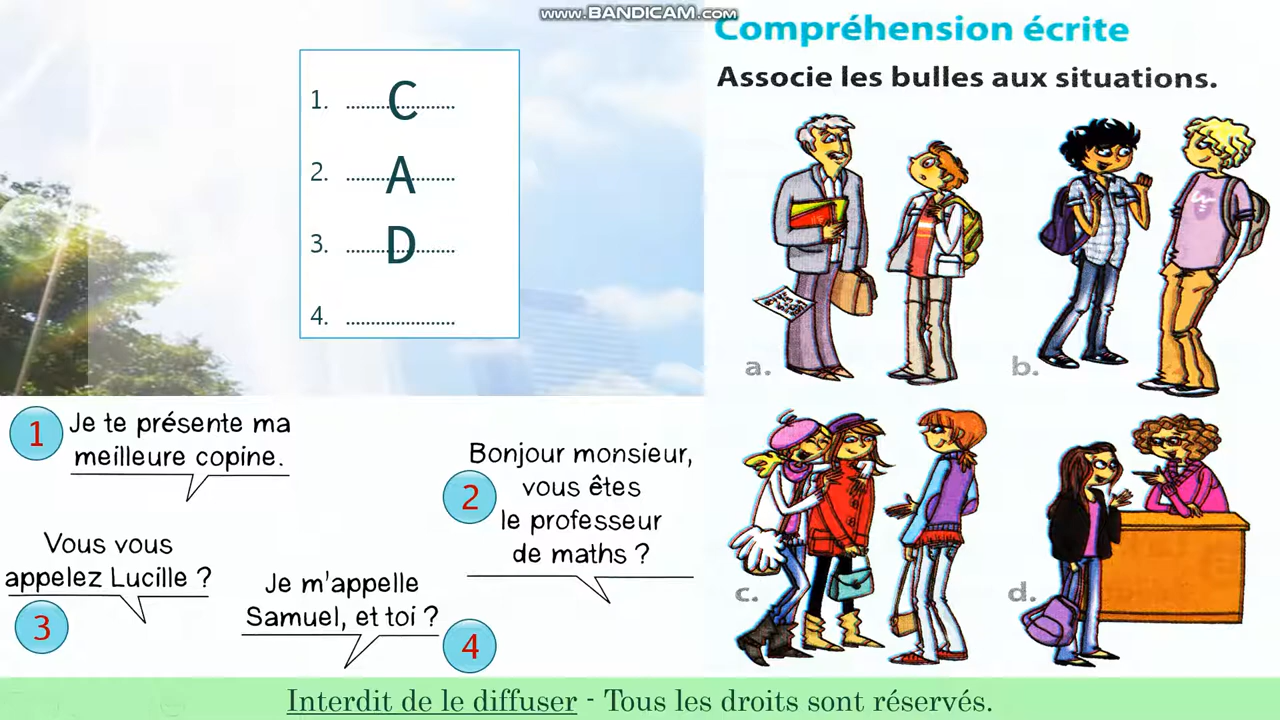 www.BANDICAM.com
1. C
2. A
3. D
4.
Compréhension écrite
Associe les bulles aux situations.
a.
b.
c.
d.
1
Je te présente ma
meilleure copine.
2
Bonjour monsieur,
vous êtes
le professeur
de maths ?
Vous vous
appelez Lucille ?
3
Je m'appelle
Samuel, et toi ?
4
Interdit de le diffuser - Tous les droits sont réservés.